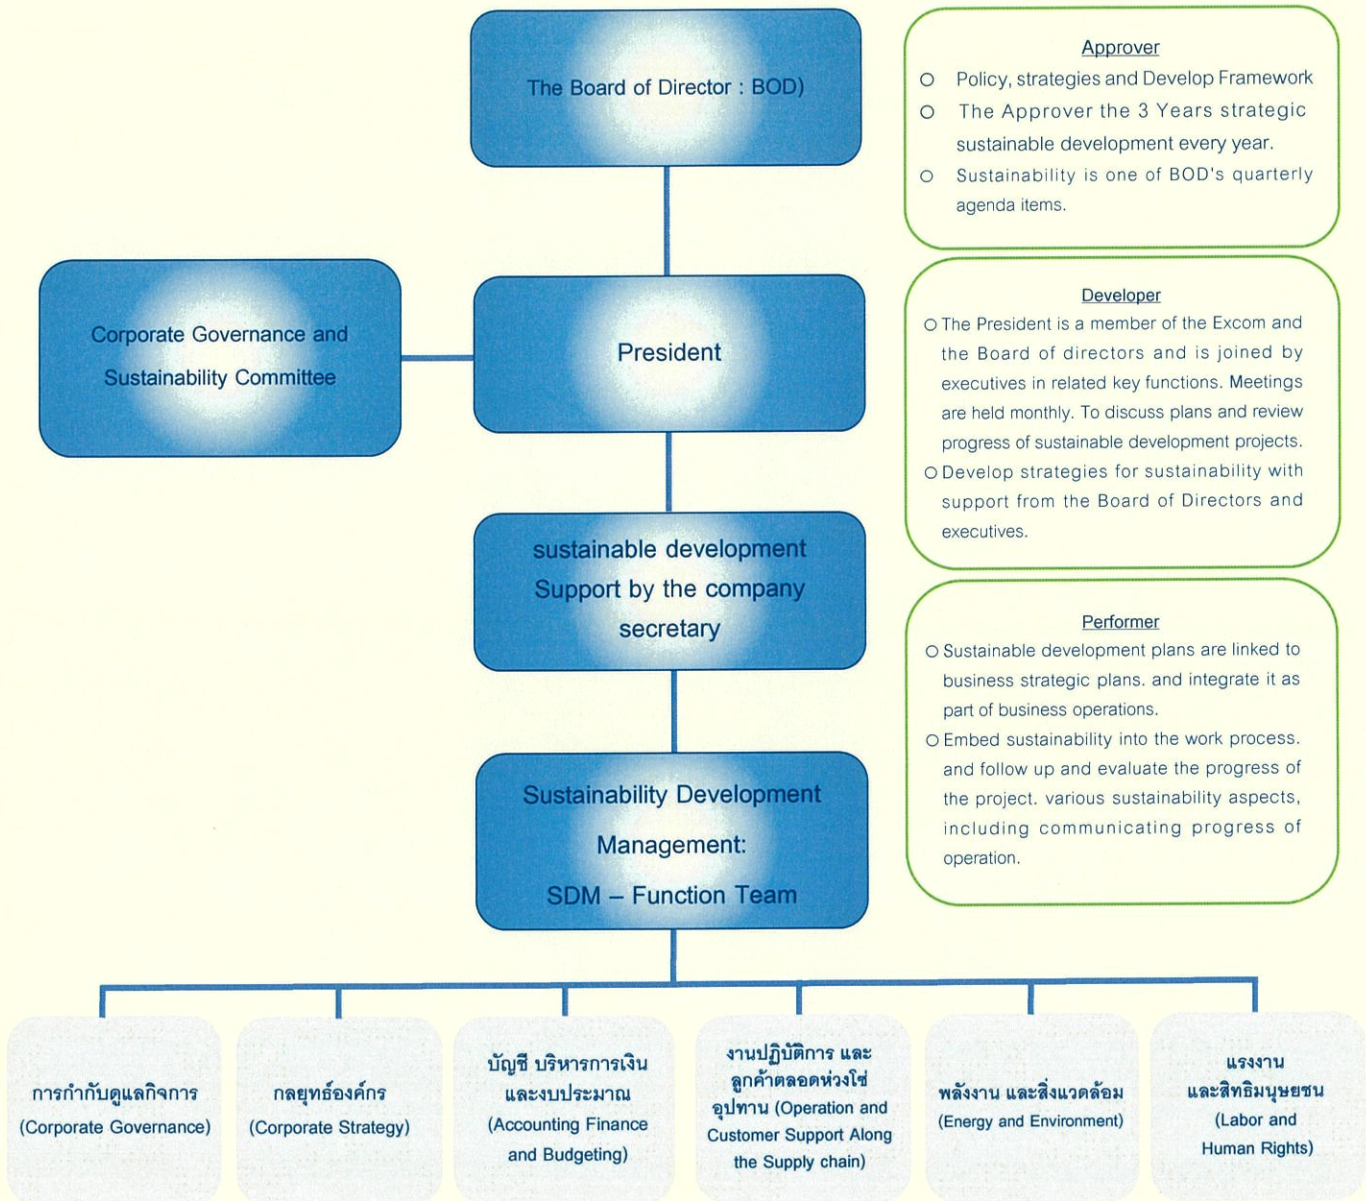 The Board of Director : BOD)
Approver
○ Policy, strategies and Develop Framework
○ The Approver the 3 Years strategic
sustainable development every year.
○ Sustainability is one of BOD's quarterly
agenda items.
Corporate Governance and
Sustainability Committee
President
Developer
○ The President is a member of the Excom and
the Board of directors and is joined by
executives in related key functions. Meetings
are held monthly. To discuss plans and review
progress of sustainable development projects.
○ Develop strategies for sustainability with
support from the Board of Directors and
executives.
sustainable development
Support by the company
secretary
Performer
○ Sustainable development plans are linked to
business strategic plans. and integrate it as
part of business operations.
○ Embed sustainability into the work process.
and follow up and evaluate the progress of
the project. various sustainability aspects,
including communicating progress of
operation.
Sustainability Development
Management:
SDM – Function Team
การกำกับดูแลกิจการ
(Corporate Governance)
กลยุทธ์องค์กร
(Corporate Strategy)
บัญชี บริหารการเงิน
และงบประมาณ
(Accounting Finance
and Budgeting)
งานปฏิบัติการ และ
ลูกค้าตลอดห่วงโซ่
อุปทาน (Operation and
Customer Support Along
the Supply chain)
พลังงาน และสิ่งแวดล้อม
(Energy and Environment)
แรงงาน
และสิทธิมนุษยชน
(Labor and
Human Rights)